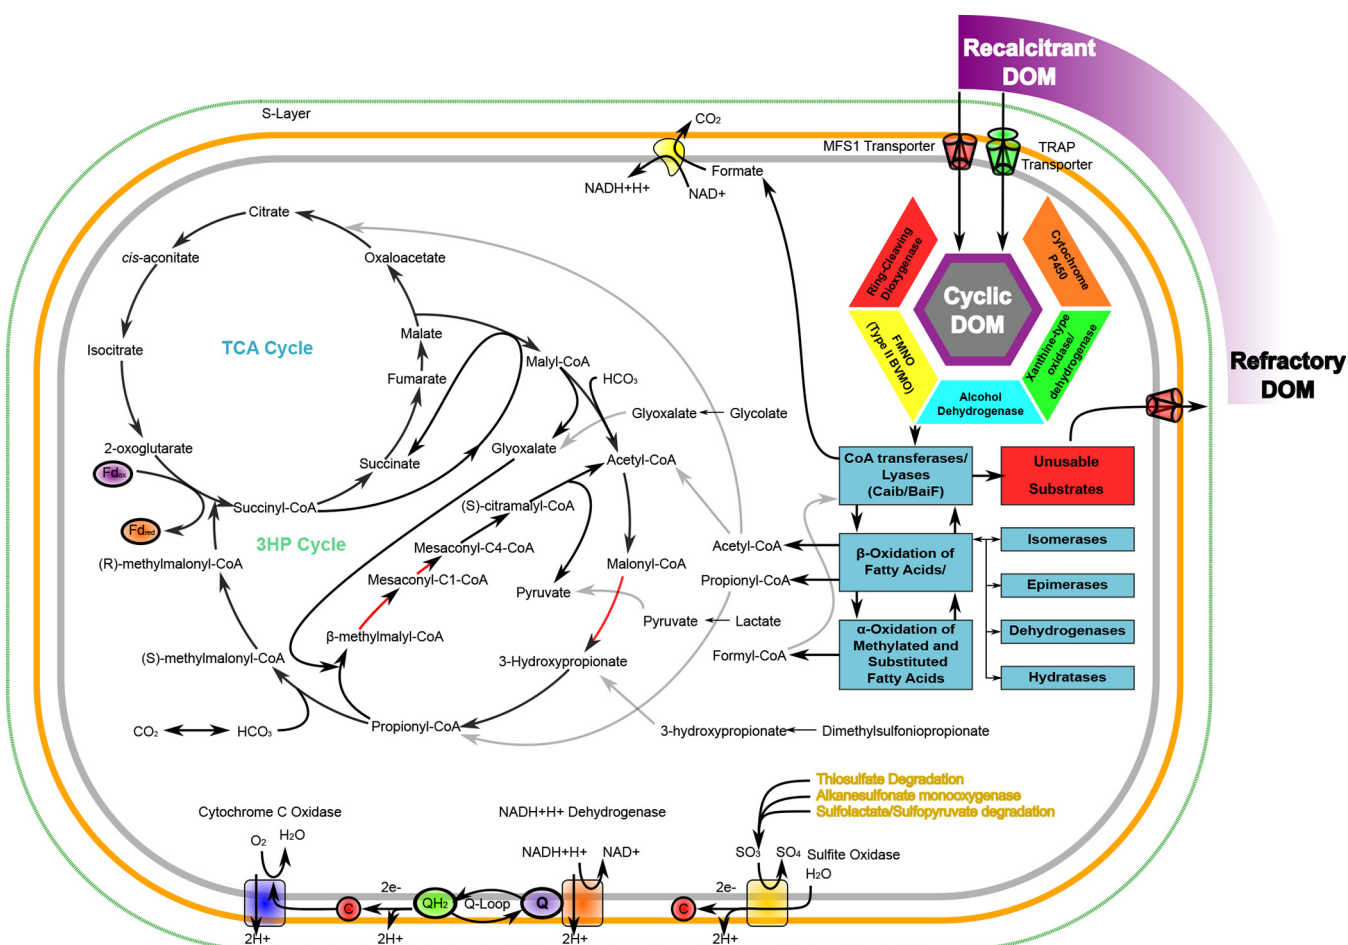 Recalcitrant
DOM
S-Layer
CO₂
MFS1 Transporter
TRAP
Transporter
Formate
NADH+H+
NAD+
Citrate
cis-aconitate
Oxaloacetate
Ring-Cleaving
Dioxygenase
Cytochrome
P450
Cyclic
DOM
Isocitrate
TCA Cycle
Malate
Malyl-CoA
Fumarate
HCO₃
FMNO
(Type II BVMO)
Xanthine-type
oxidase/
dehydrogenase
Refractory
DOM
Alcohol
Dehydrogenase
Glyoxalate
Glycolate
2-oxoglutarate
Glyoxalate
Succinate
Acetyl-CoA
Fdox
CoA transferases/
Lyases
(Caib/BaiF)
Unusable
Substrates
Succinyl-CoA
(S)-citramalyl-CoA
Fdred
3HP Cycle
Mesaconyl-C4-CoA
Acetyl-CoA
Isomerases
(R)-methylmalonyl-CoA
Malonyl-CoA
β-Oxidation of
Fatty Acids/
Mesaconyl-C1-CoA
Propionyl-CoA
Epimerases
Pyruvate
Pyruvate
Lactate
β-methylmalyl-CoA
Dehydrogenases
α-Oxidation of
Methylated and
Substituted
Fatty Acids
(S)-methylmalonyl-CoA
3-Hydroxypropionate
Formyl-CoA
Hydratases
CO₂
HCO₃
Propionyl-CoA
3-hydroxypropionate
Dimethylsulfoniopropionate
Thiosulfate Degradation
Alkanesulfonate monooxygenase
Sulfolactate/Sulfopyruvate degradation
Cytochrome C Oxidase
NADH+H+ Dehydrogenase
O₂
H₂O
NADH+H+
NAD+
SO₃
SO₄
Sulfite Oxidase
H₂O
2e-
2e-
C
QH₂
Q-Loop
Q
C
2H+
2H+
2H+
2H+